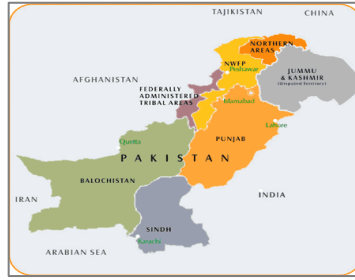 TAJIKISTAN
CHINA
NORTHERN
AREAS
NWFP
Peshawar
JUMMU
& KASHMIR
(Disputed Territory)
AFGHANISTAN
FEDERALLY
ADMINISTERED
TRIBAL AREAS
Islamabad
Lahore
PUNJAB
Quetta
PAKISTAN
BALOCHISTAN
INDIA
IRAN
SINDH
Karachi
ARABIAN SEA